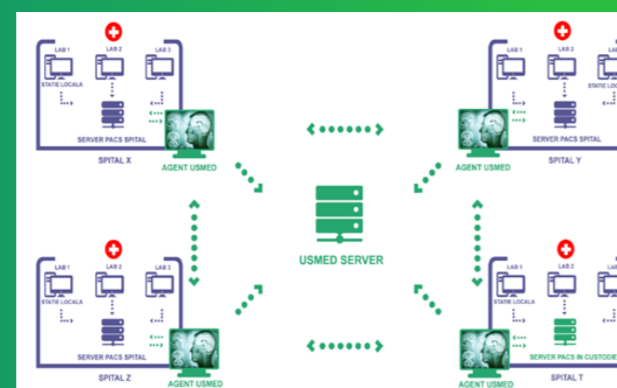 LAB 1
LAB 2
LAB 3
STATIE LOCALA
SERVER PACS SPITAL
SPITAL X
AGENT USMED
LAB 1
LAB 2
SERVER PACS SPITAL
SPITAL Y
AGENT USMED
USMED SERVER
LAB 1
LAB 2
LAB 3
STATIE LOCALA
SERVER PACS SPITAL
SPITAL Z
AGENT USMED
LAB 1
LAB 2
STATIE LOCALA
SERVER PACS IN CUSTODIE
SPITAL T
AGENT USMED